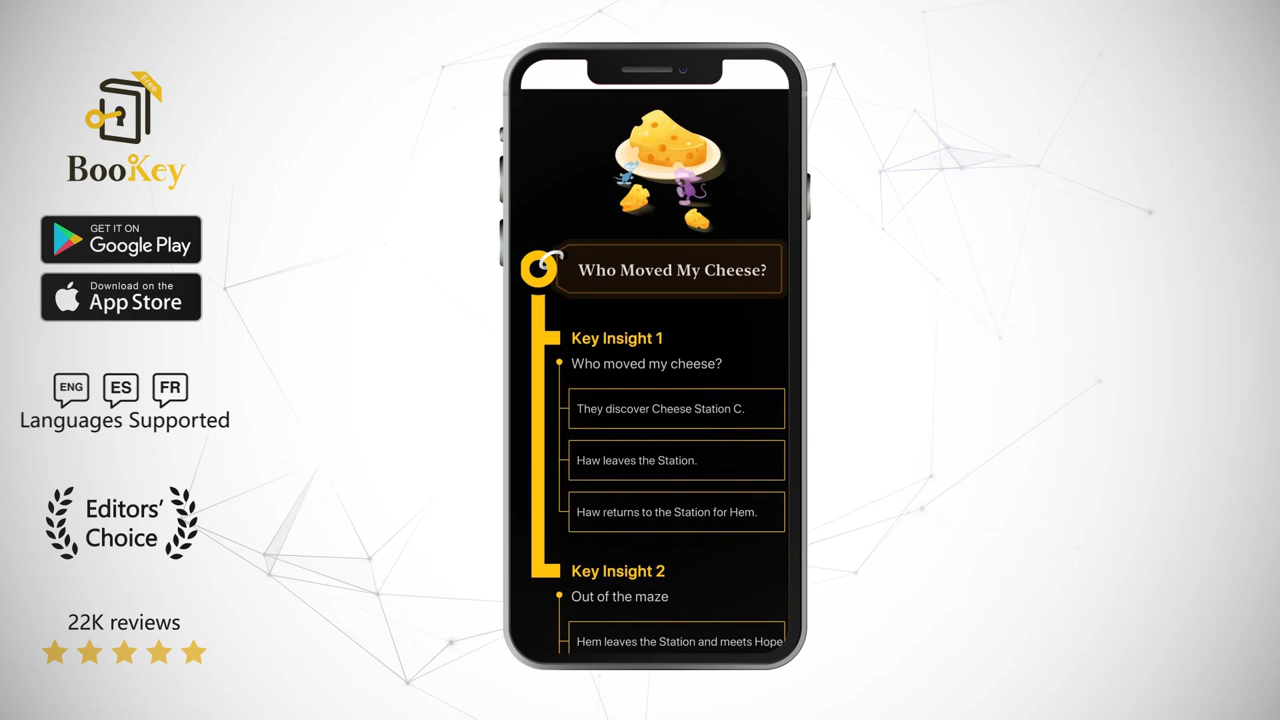 Free
BooKey
GET IT ON
Google Play
Download on the
App Store
ENG ES FR
Languages Supported
Editors’
Choice
22K reviews
Who Moved My Cheese?
Key Insight 1
Who moved my cheese?
They discover Cheese Station C.
Haw leaves the Station.
Haw returns to the Station for Hem.
Key Insight 2
Out of the maze
Hem leaves the Station and meets Hope